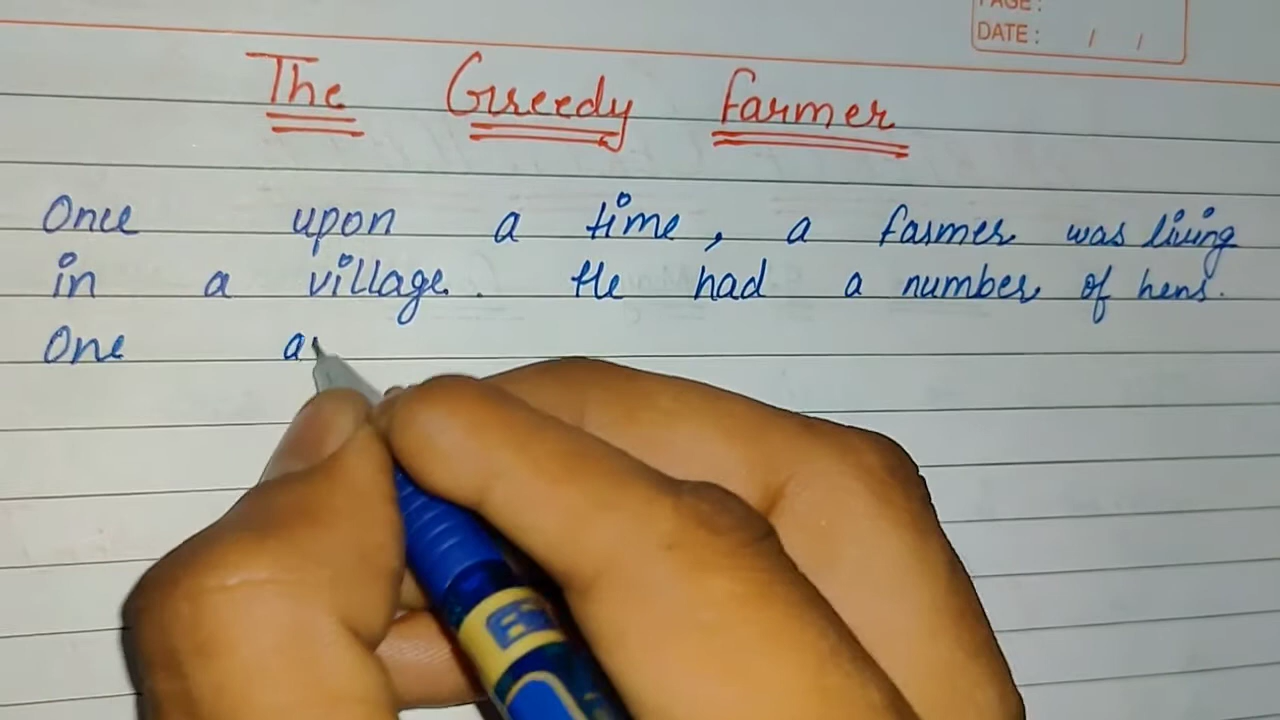 DATE : / /
The Greedy Farmer
Once upon a time, a farmer was living
in a village. He had a number of hens.
One